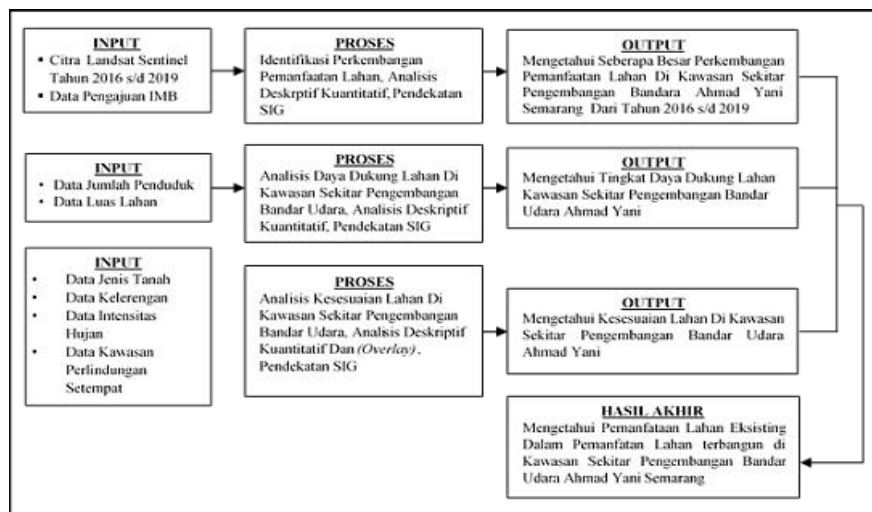 INPUT
▪ Citra Landsat Sentinel
Tahun 2016 s/d 2019
▪ Data Pengajuan IMB
PROSES
Identifikasi Perkembangan
Pemanfaatan Lahan, Analisis
Deskrptif Kuantitatif, Pendekatan
SIG
OUTPUT
Mengetahui Seberapa Besar Perkembangan
Pemanfaatan Lahan Di Kawasan Sekitar
Pengembangan Bandara Ahmad Yani
Semarang Dari Tahun 2016 s/d 2019
INPUT
• Data Jumlah Penduduk
• Data Luas Lahan
PROSES
Analisis Daya Dukung Lahan Di
Kawasan Sekitar Pengembangan
Bandar Udara, Analisis Deskriptif
Kuantitatif, Pendekatan SIG
OUTPUT
Mengetahui Tingkat Daya Dukung Lahan
Kawasan Sekitar Pengembangan Bandar
Udara Ahmad Yani
INPUT
• Data Jenis Tanah
• Data Kelerengan
• Data Intensitas
Hujan
• Data Kawasan
Perlindungan
Setempat
PROSES
Analisis Kesesuaian Lahan Di
Kawasan Sekitar Pengembangan
Bandar Udara, Analisis Deskriptif
Kuantitatif Dan (Overlay) ,
Pendekatan SIG
OUTPUT
Mengetahui Kesesuaian Lahan Di Kawasan
Sekitar Pengembangan Bandar Udara
Ahmad Yani
HASIL AKHIR
Mengetahui Pemanfataan Lahan Eksisting
Dalam Pemanfatan Lahan terbangun di
Kawasan Sekitar Pengembangan Bandar
Udara Ahmad Yani Semarang